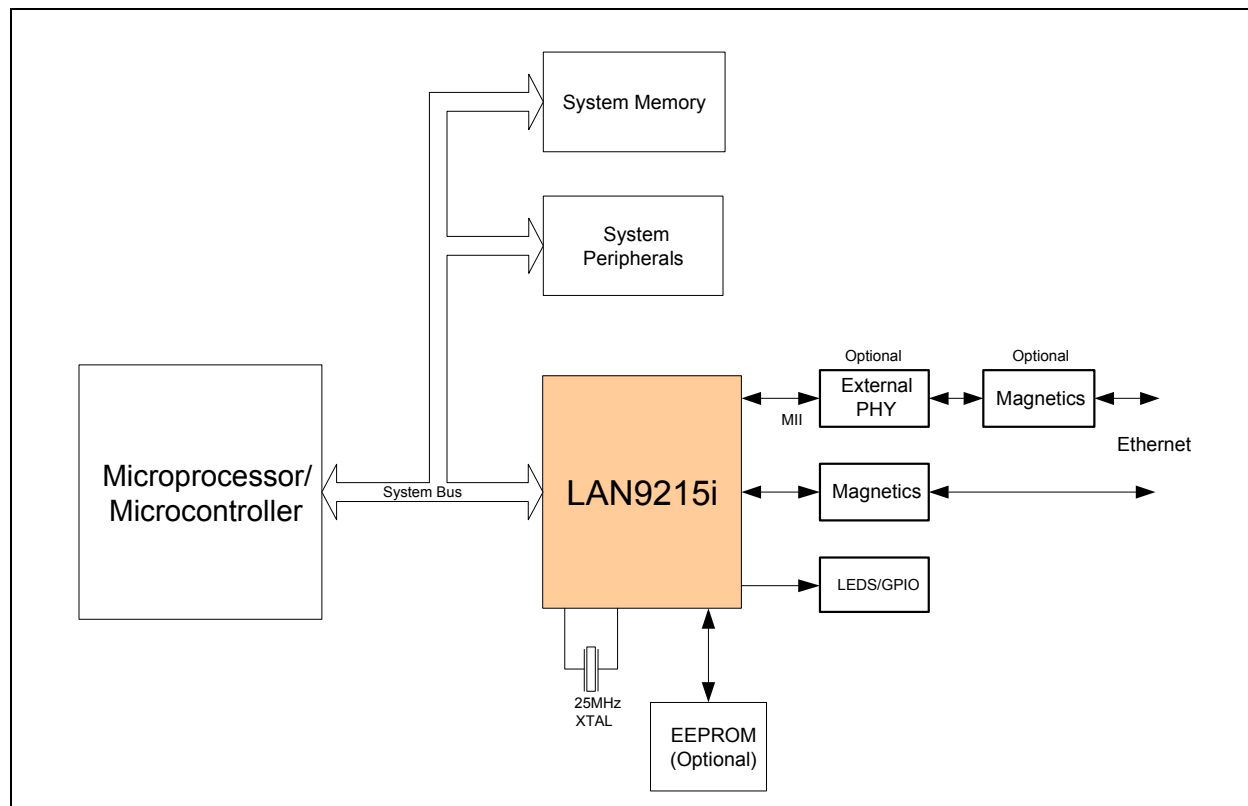 System Memory
System
Peripherals
Optional
Optional
External
PHY
Magnetics
MII
Ethernet
Microprocessor/
Microcontroller
System Bus
LAN9215i
Magnetics
LEDS/GPIO
25MHz
XTAL
EEPROM
(Optional)